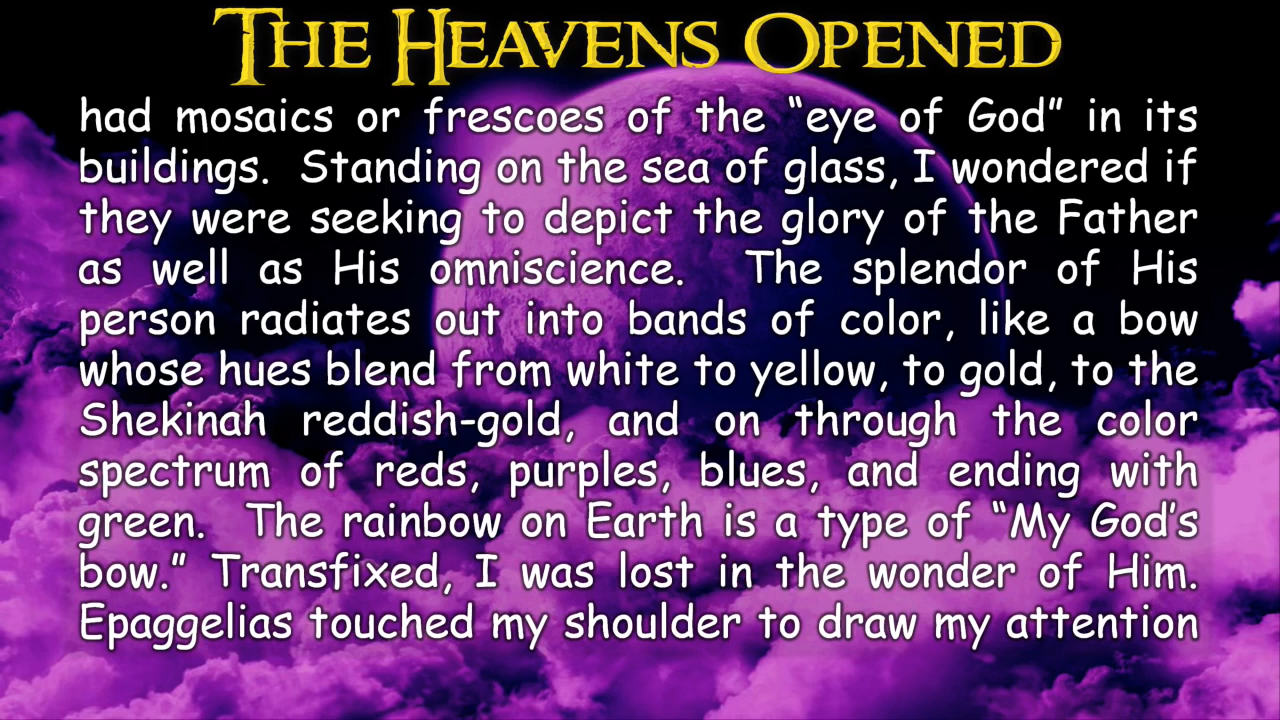 THE HEAVENS OPENED
had mosaics or frescoes of the “eye of God” in its
buildings. Standing on the sea of glass, I wondered if
they were seeking to depict the glory of the Father
as well as His omniscience. The splendor of His
person radiates out into bands of color, like a bow
whose hues blend from white to yellow, to gold, to the
Shekinah reddish-gold, and on through the color
spectrum of reds, purples, blues, and ending with
green. The rainbow on Earth is a type of “My God’s
bow.” Transfixed, I was lost in the wonder of Him.
Epaggelias touched my shoulder to draw my attention